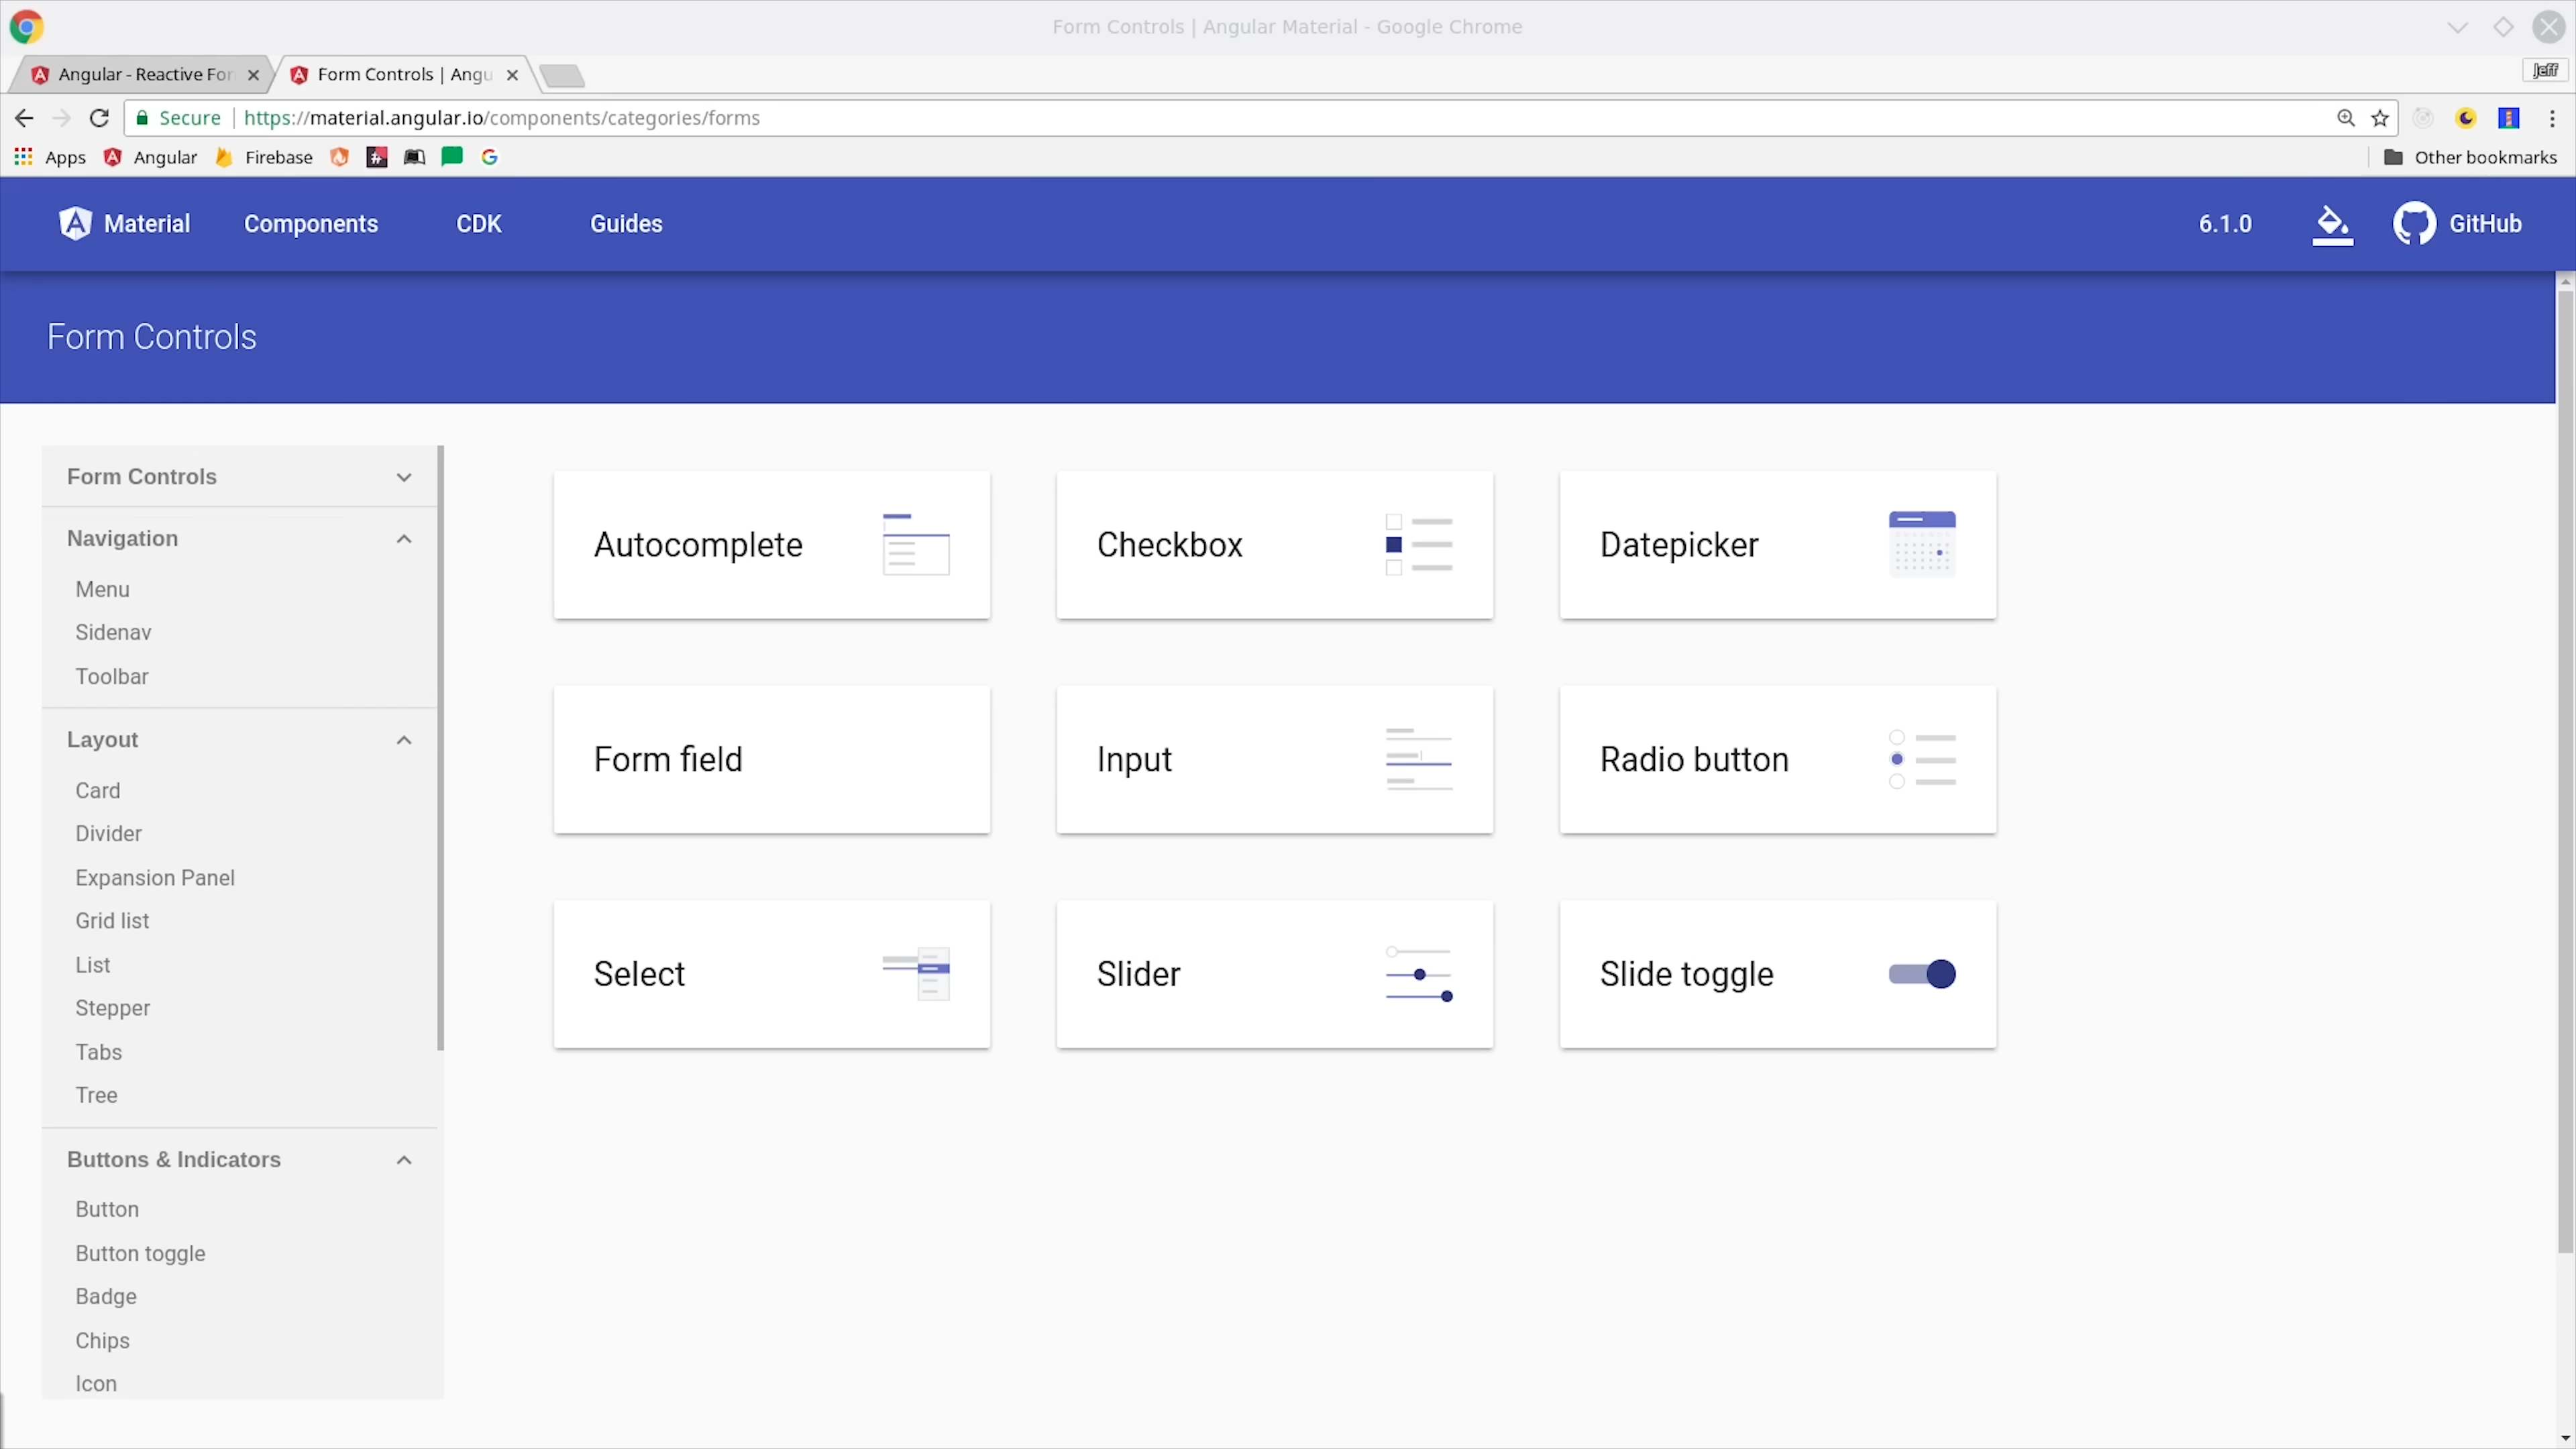 Form Controls | Angular Material - Google Chrome
Angular - Reactive For
Form Controls | Angu
Jeff
Secure
https://material.angular.io/components/categories/forms
Apps
Angular
Firebase
Other bookmarks
Material
Components
CDK
Guides
6.1.0
GitHub
Form Controls
Form Controls
Navigation
Menu
Sidenav
Toolbar
Layout
Card
Divider
Expansion Panel
Grid list
List
Stepper
Tabs
Tree
Buttons & Indicators
Button
Button toggle
Badge
Chips
Icon
Autocomplete
Checkbox
Datepicker
Form field
Input
Radio button
Select
Slider
Slide toggle